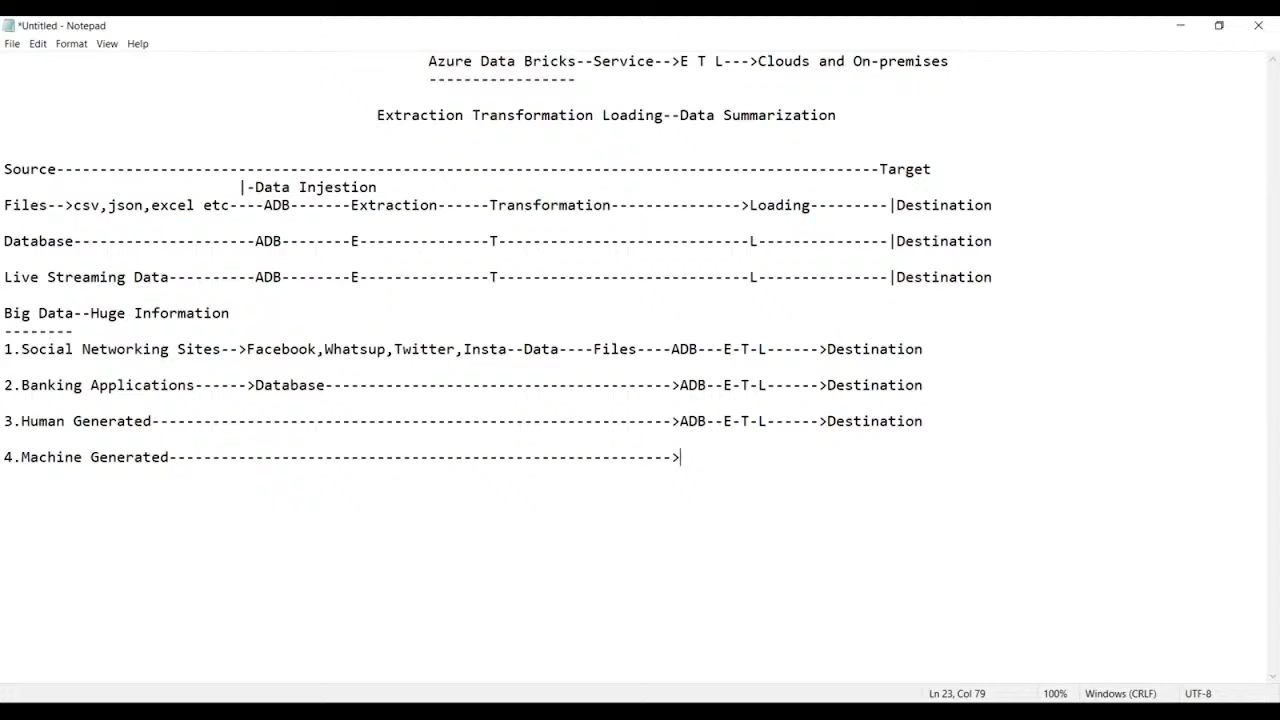 *Untitled - Notepad
File Edit Format View Help
Azure Data Bricks--Service-->E T L--->Clouds and On-premises
-----------------
Extraction Transformation Loading--Data Summarization
Source-----------------------------------------------------------------------------------------------Target
|-Data Injestion
Files-->csv,json,excel etc----ADB-------Extraction------Transformation--------------->Loading---------|Destination
Database---------------------ADB--------E---------------T-----------------------------L---------------|Destination
Live Streaming Data----------ADB--------E---------------T-----------------------------L---------------|Destination
Big Data--Huge Information
--------
1.Social Networking Sites-->Facebook,Whatsup,Twitter,Insta--Data----Files----ADB---E-T-L------>Destination
2.Banking Applications------>Database---------------------------------------->ADB--E-T-L------>Destination
3.Human Generated------------------------------------------------------------>ADB--E-T-L------>Destination
4.Machine Generated---------------------------------------------------------->
Ln 23, Col 79 100% Windows (CRLF) UTF-8